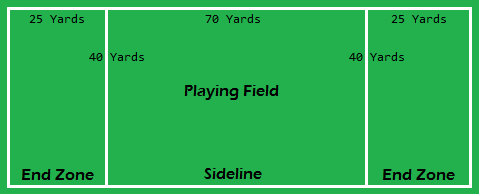 25 Yards 70 Yards 25 Yards
40 Yards 40 Yards
Playing Field
End Zone Sideline End Zone